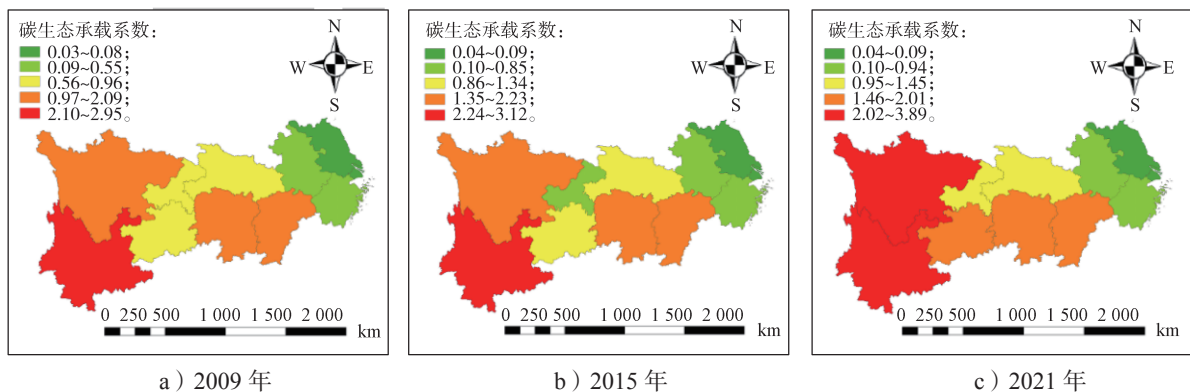 碳生态承载系数：
0.03~0.08；
0.09~0.55；
0.56~0.96；
0.97~2.09；
2.10~2.95。
N
W
E
S
0 250 500 1 000 1 500 2 000
km
a）2009 年
碳生态承载系数：
0.04~0.09；
0.10~0.85；
0.86~1.34；
1.35~2.23；
2.24~3.12。
N
W
E
S
0 250 500 1 000 1 500 2 000
km
b）2015 年
碳生态承载系数：
0.04~0.09；
0.10~0.94；
0.95~1.45；
1.46~2.01；
2.02~3.89。
N
W
E
S
0 250 500 1 000 1 500 2 000
km
c）2021 年